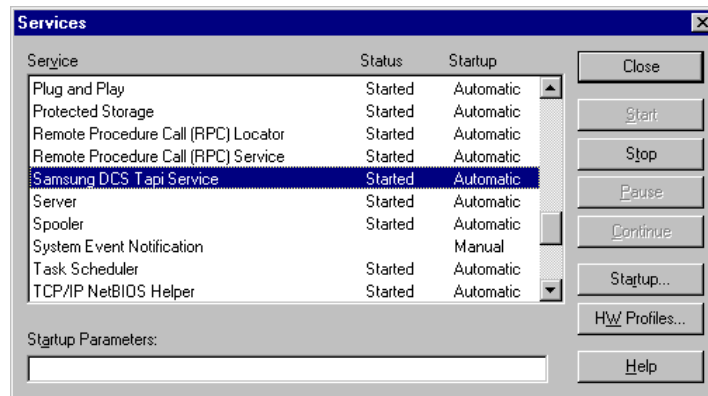 Services
Service Status Startup
Plug and Play Started Automatic
Protected Storage Started Automatic
Remote Procedure Call (RPC) Locator Started Automatic
Remote Procedure Call (RPC) Service Started Automatic
Samsung DCS Tapi Service Started Automatic
Server Started Automatic
Spooler Started Automatic
System Event Notification Manual
Task Scheduler Started Automatic
TCP/IP NetBIOS Helper Started Automatic
Startup Parameters:
Close
Start
Stop
Pause
Continue
Startup...
HW Profiles...
Help